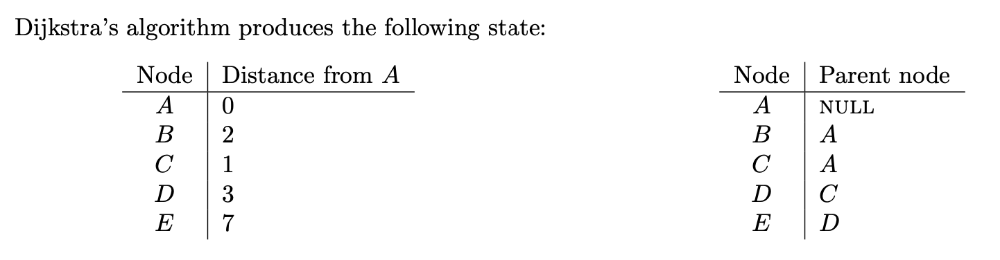 Dijkstra's algorithm produces the following state:
Node Distance from A
A 0
B 2
C 1
D 3
E 7
Node Parent node
A NULL
B A
C A
D C
E D